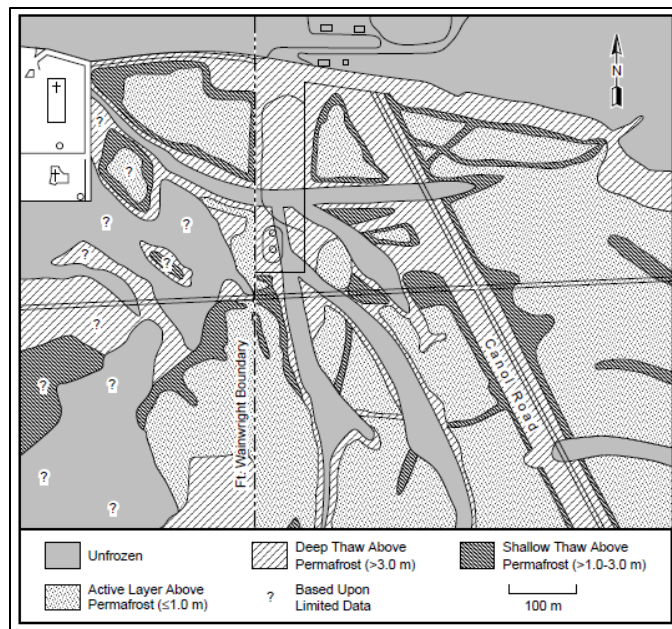 N
?
?
?
?
?
?
?
?
?
?
?
?
Canol Road
Ft. Wainwright Boundary
Unfrozen
Deep Thaw Above
Permafrost (>3.0 m)
Shallow Thaw Above
Permafrost (>1.0-3.0 m)
Active Layer Above
Permafrost (≤1.0 m)
?
Based Upon
Limited Data
100 m